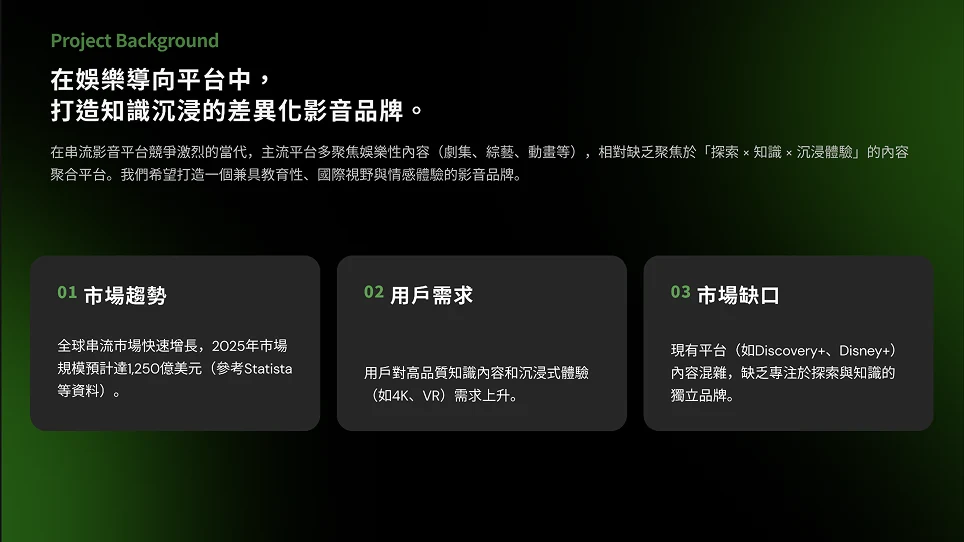 Project Background
在娛樂導向平台中，
打造知識沉浸的差異化影音品牌。
在串流影音平台競爭激烈的當代，主流平台多聚焦娛樂性內容（劇集、綜藝、動畫等），相對缺乏聚焦於「探索 × 知識 × 沉浸體驗」的內容
聚合平台。我們希望打造一個兼具教育性、國際視野與情感體驗的影音品牌。
01 市場趨勢
全球串流市場快速增長，2025年市場
規模預計達1,250億美元（參考Statista
等資料）。
02 用戶需求
用戶對高品質知識內容和沉浸式體驗
（如4K、VR）需求上升。
03 市場缺口
現有平台（如Discovery+、Disney+）
內容混雜，缺乏專注於探索與知識的
獨立品牌。